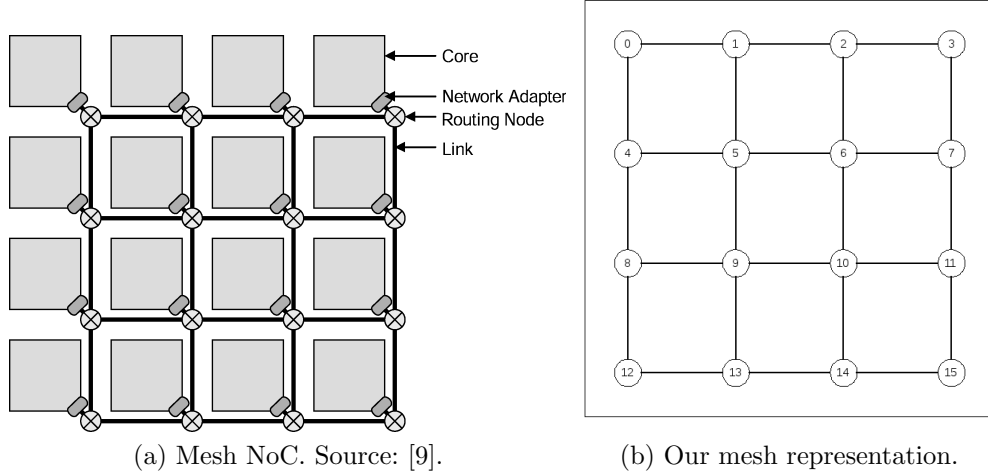 Core
Network Adapter
Routing Node
Link
(a) Mesh NoC. Source: [9].
0 1 2 3
4 5 6 7
8 9 10 11
12 13 14 15
(b) Our mesh representation.